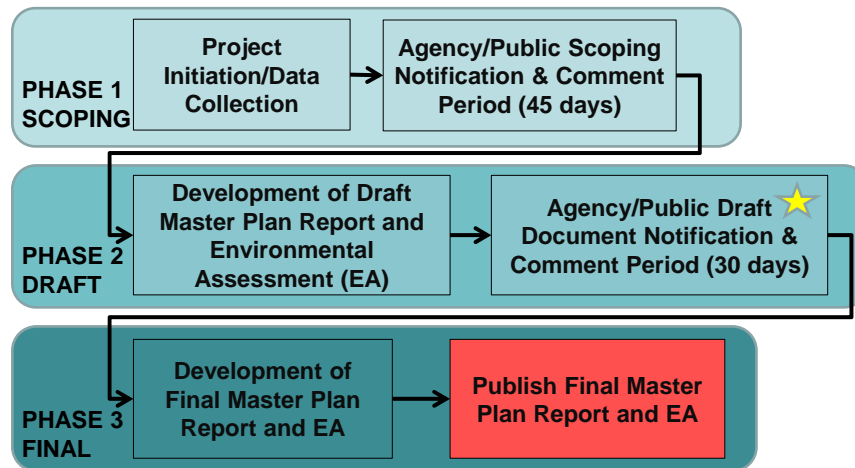 PHASE 1
SCOPING
Project
Initiation/Data
Collection
Agency/Public Scoping
Notification & Comment
Period (45 days)
PHASE 2
DRAFT
Development of Draft
Master Plan Report and
Environmental
Assessment (EA)
Agency/Public Draft
Document Notification &
Comment Period (30 days)
PHASE 3
FINAL
Development of
Final Master Plan
Report and EA
Publish Final Master
Plan Report and EA